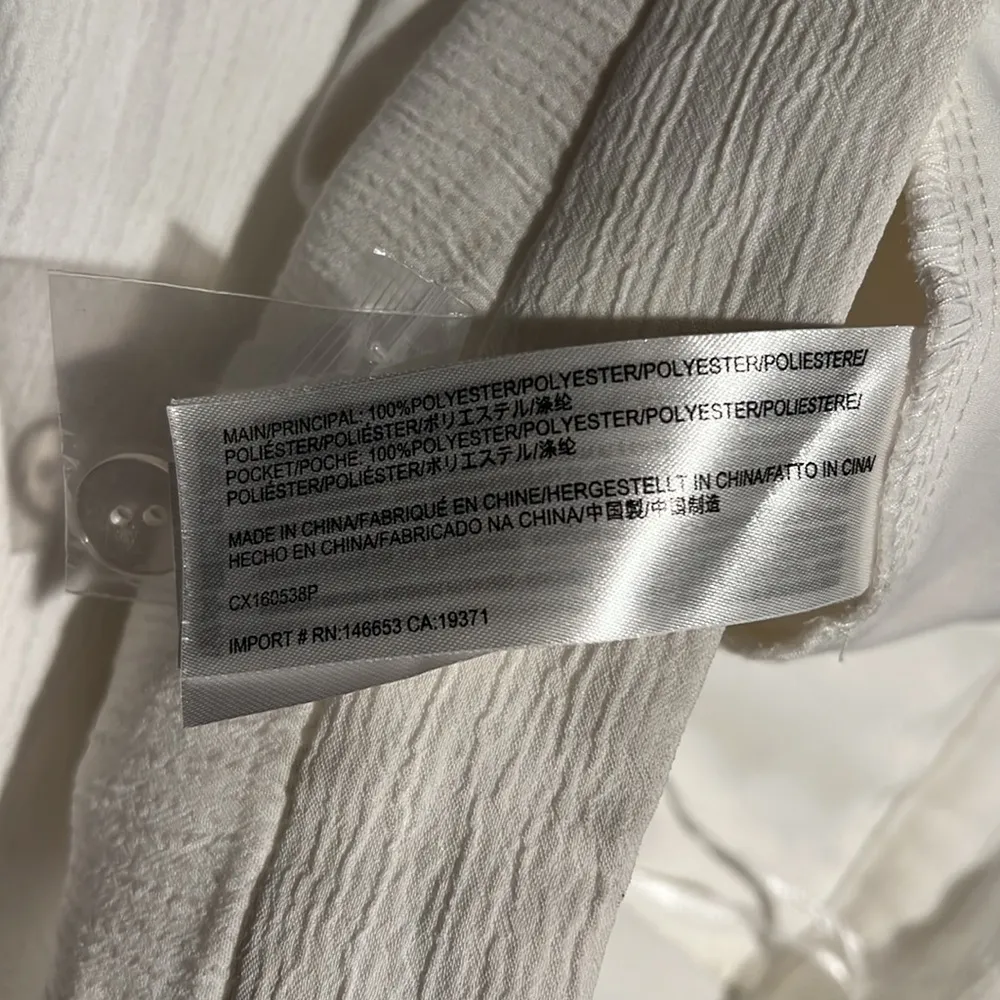 MAIN/PRINCIPAL: 100%POLYESTER/POLYESTER/POLYESTER/POLIESTERE/
POLIÉSTER/POLIÉSTER/ポリエステル/涤纶
POCKET/POCHE: 100%POLYESTER/POLYESTER/POLYESTER/POLIESTERE/
POLIÉSTER/POLIÉSTER/ポリエステル/涤纶
MADE IN CHINA/FABRIQUÉ EN CHINE/HERGESTELLT IN CHINA/FATTO IN CINA/
HECHO EN CHINA/FABRICADO NA CHINA/中国製/中国制造
CX160538P
IMPORT # RN:146653 CA:19371